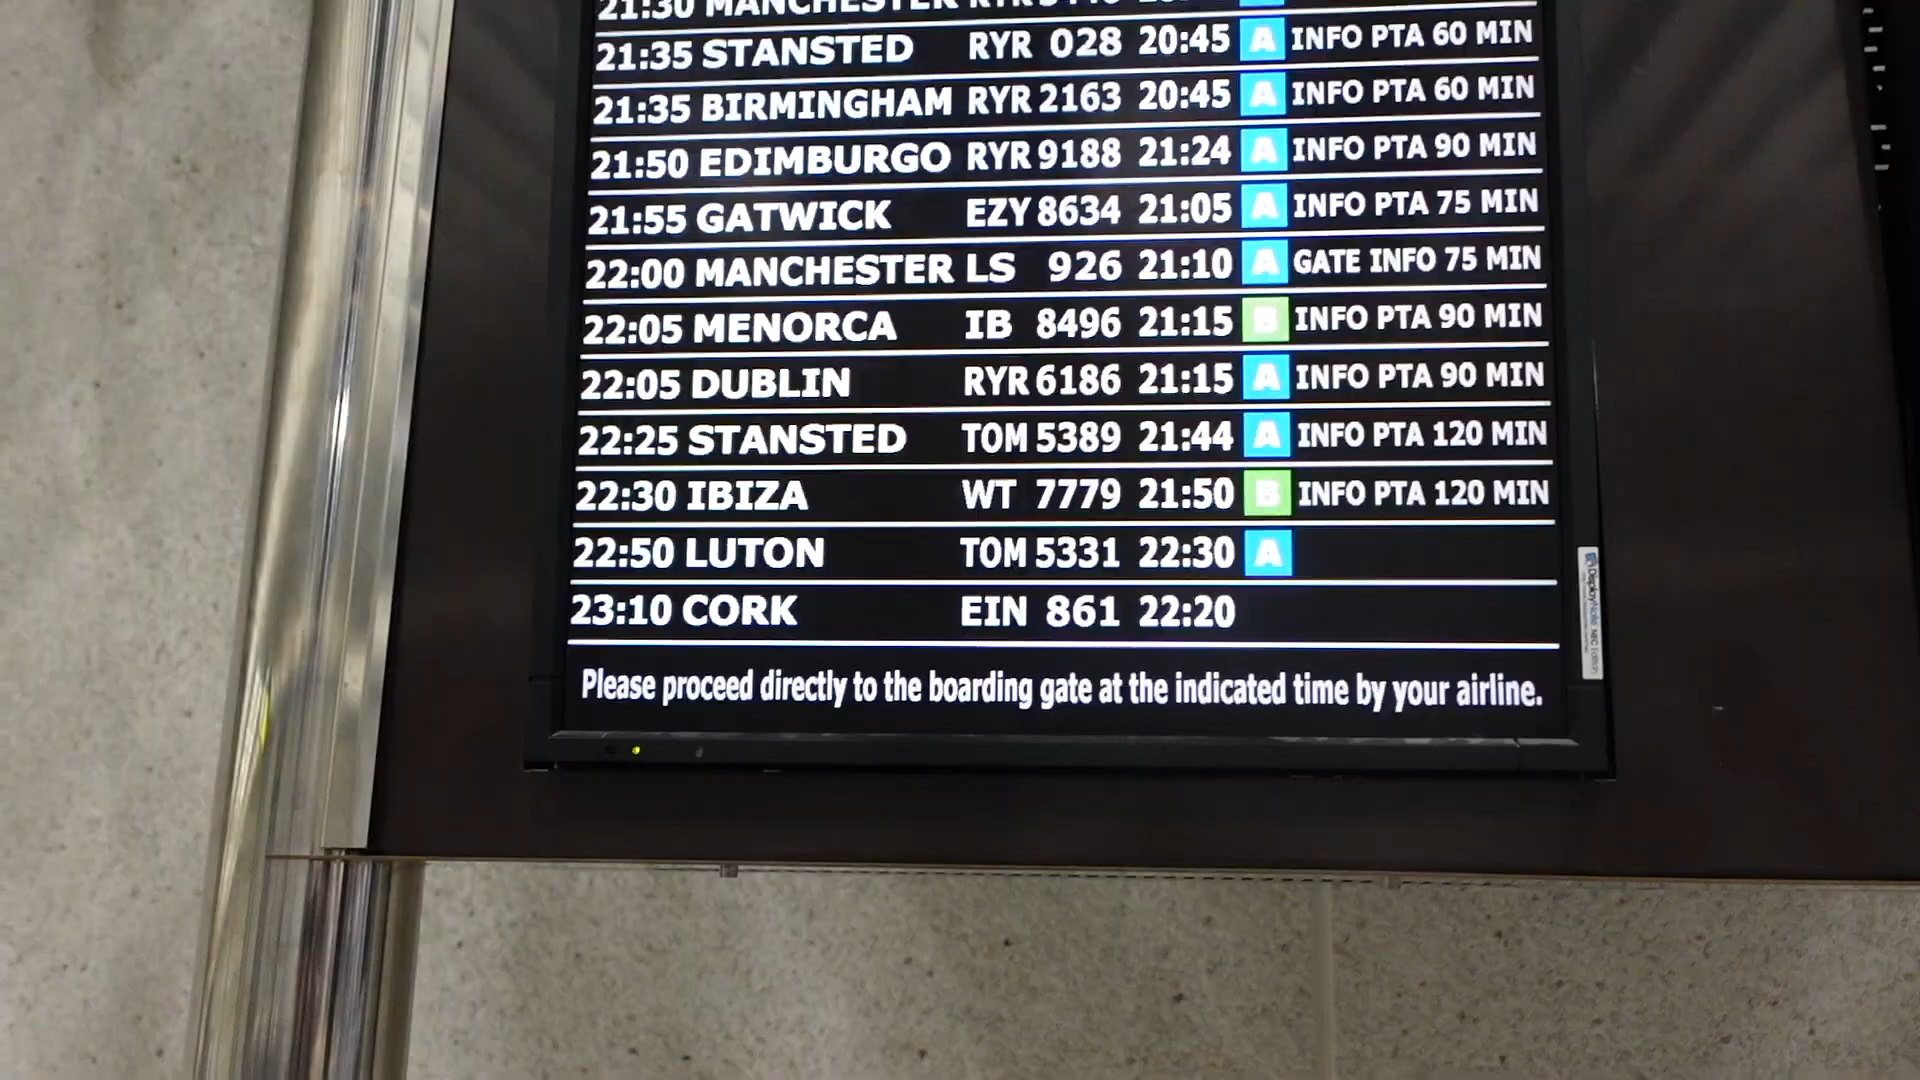 21:30 MANCHESTER
21:35 STANSTED RYR 028 20:45 A INFO PTA 60 MIN
21:35 BIRMINGHAM RYR 2163 20:45 A INFO PTA 60 MIN
21:50 EDIMBURGO RYR 9188 21:24 A INFO PTA 90 MIN
21:55 GATWICK EZY 8634 21:05 A INFO PTA 75 MIN
22:00 MANCHESTER LS 926 21:10 A GATE INFO 75 MIN
22:05 MENORCA IB 8496 21:15 B INFO PTA 90 MIN
22:05 DUBLIN RYR 6186 21:15 A INFO PTA 90 MIN
22:25 STANSTED TOM 5389 21:44 A INFO PTA 120 MIN
22:30 IBIZA WT 7779 21:50 B INFO PTA 120 MIN
22:50 LUTON TOM 5331 22:30 A
23:10 CORK EIN 861 22:20
Please proceed directly to the boarding gate at the indicated time by your airline.
DisplayNote NEC Edition